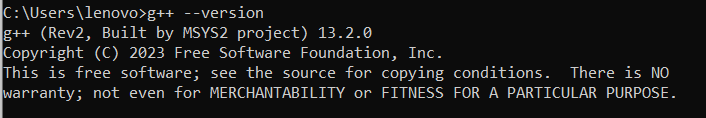 C:\Users\lenovo>g++ --version
g++ (Rev2, Built by MSYS2 project) 13.2.0
Copyright (C) 2023 Free Software Foundation, Inc.
This is free software; see the source for copying conditions.  There is NO
warranty; not even for MERCHANTABILITY or FITNESS FOR A PARTICULAR PURPOSE.